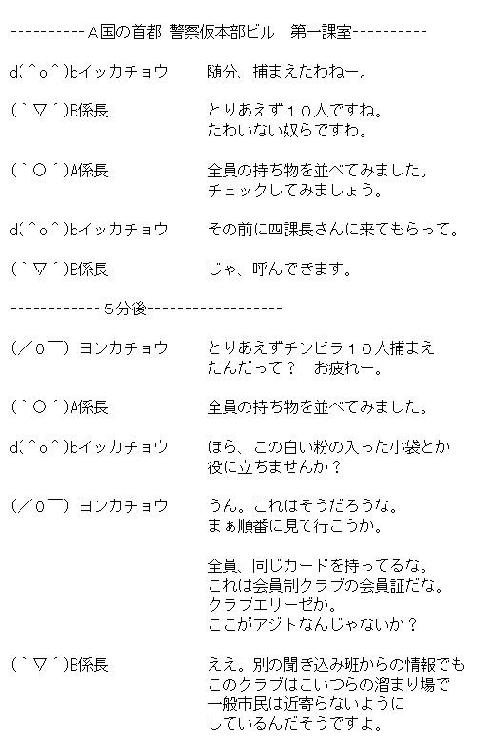 ----------Ａ国の首都 警察仮本部ビル　第一課室----------
d(＾o＾)bイッカチョウ　随分、捕まえたわねー。
(｀▽´)B係長　とりあえず１０人ですね。
たわいない奴らですわ。
(｀○´)A係長　全員の持ち物を並べてみました。
チェックしてみましょう。
d(＾o＾)bイッカチョウ　その前に四課長さんに来てもらって。
(｀▽´)B係長　じゃ、呼んできます。
------------５分後------------------
(／０￣) ヨンカチョウ　とりあえずチンピラ１０人捕まえ
たんだって？　お疲れー。
(｀○´)A係長　全員の持ち物を並べてみました。
d(＾o＾)bイッカチョウ　ほら、この白い粉の入った小袋とか
役に立ちませんか？
(／０￣) ヨンカチョウ　うん。これはそうだろうな。
まぁ順番に見て行こうか。
全員、同じカードを持ってるな。
これは会員制クラブの会員証だな。
クラブエリーゼか。
ここがアジトなんじゃないか？
(｀▽´)B係長　ええ。別の聞き込み班からの情報でも
このクラブはこいつらの溜まり場で
一般市民は近寄らないように
しているんだそうですよ。